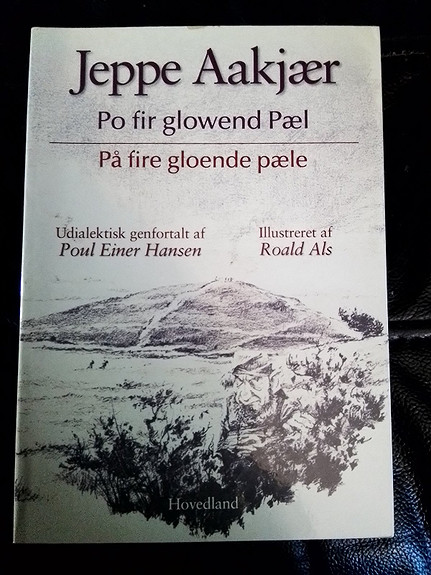 Jeppe Aakjær
Po fir glowend Pæl
På fire gloende pæle
Udialektisk genfortalt af
Poul Einer Hansen
Illustreret af
Roald Als
Hovedland